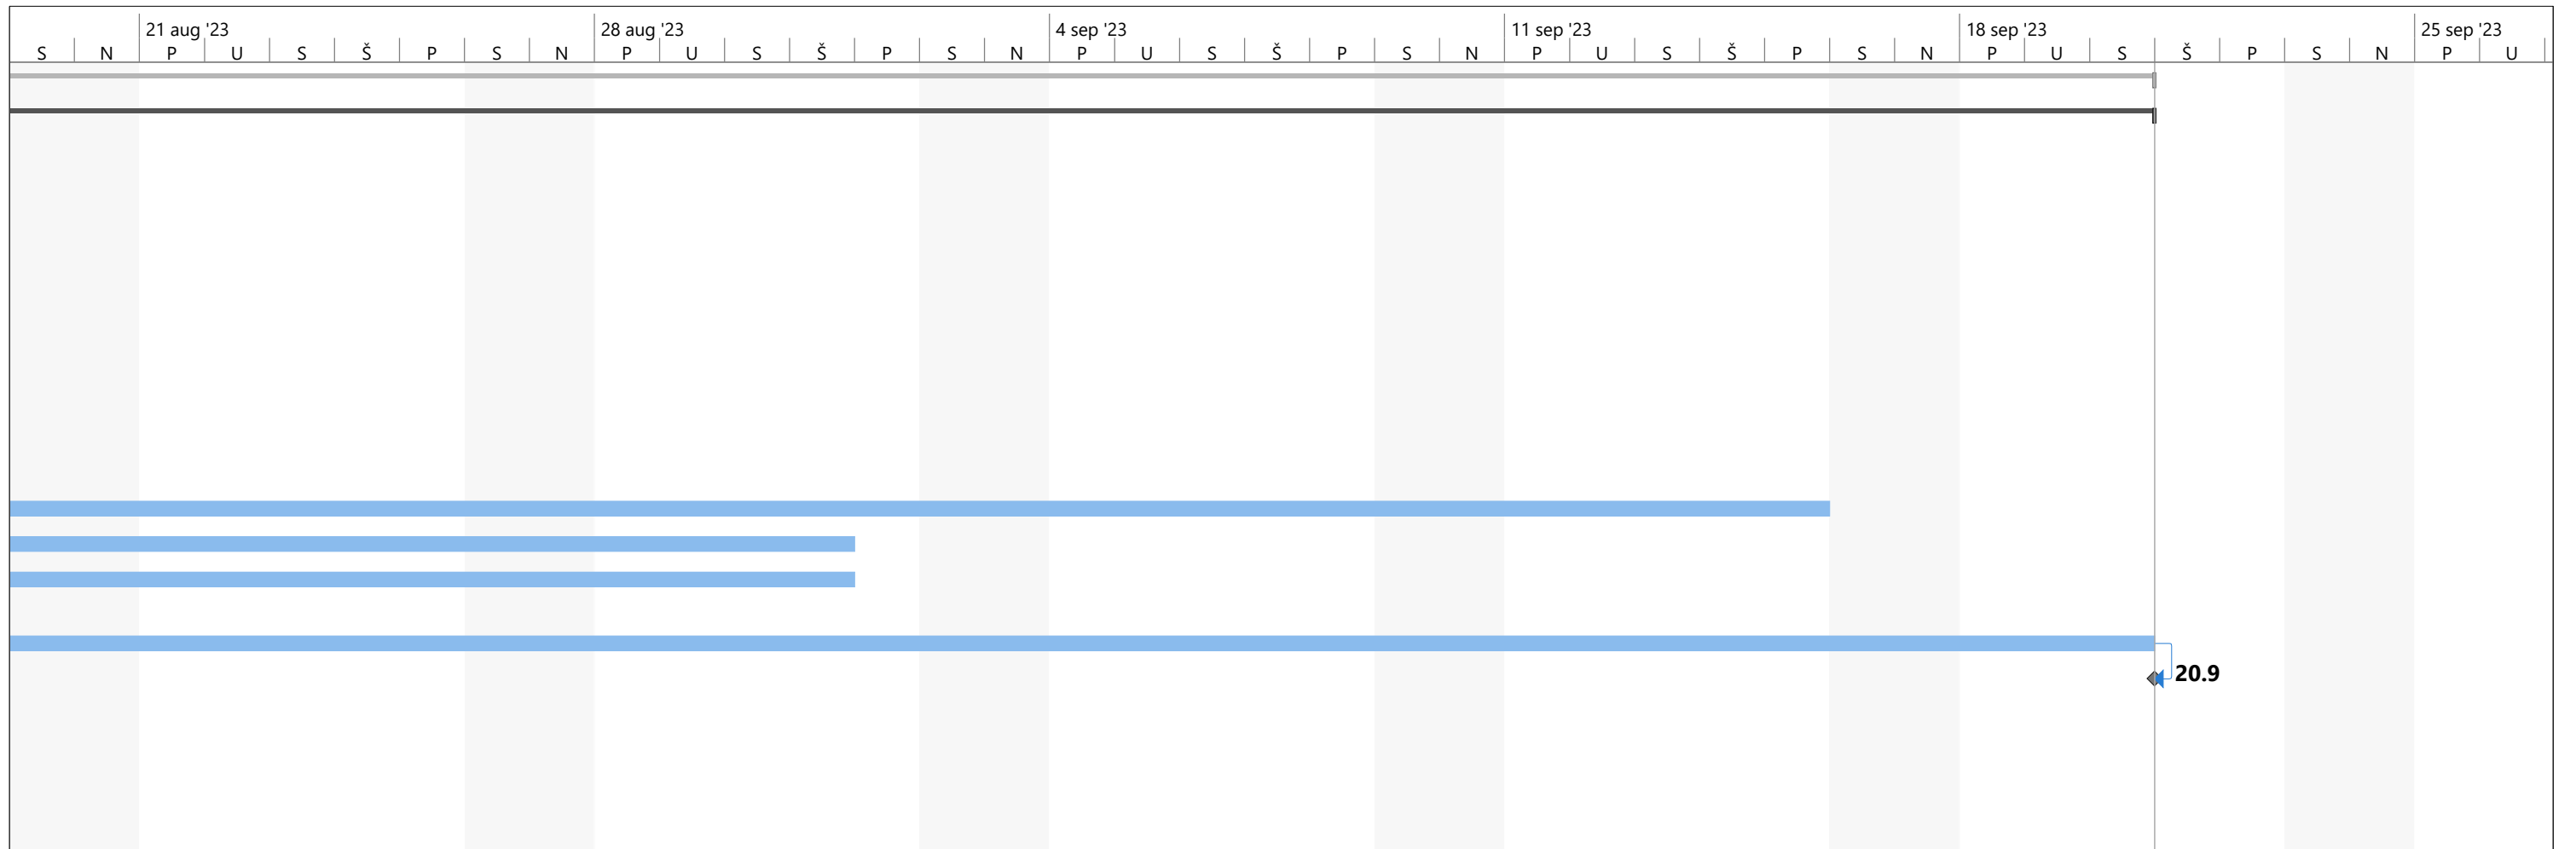 21 aug '23 28 aug '23 4 sep '23 11 sep '23 18 sep '23 25 sep '23
S N P U S Š P S N P U S Š P S N P U S Š P S N P U S Š P S N P U S Š P S N P U
20.9